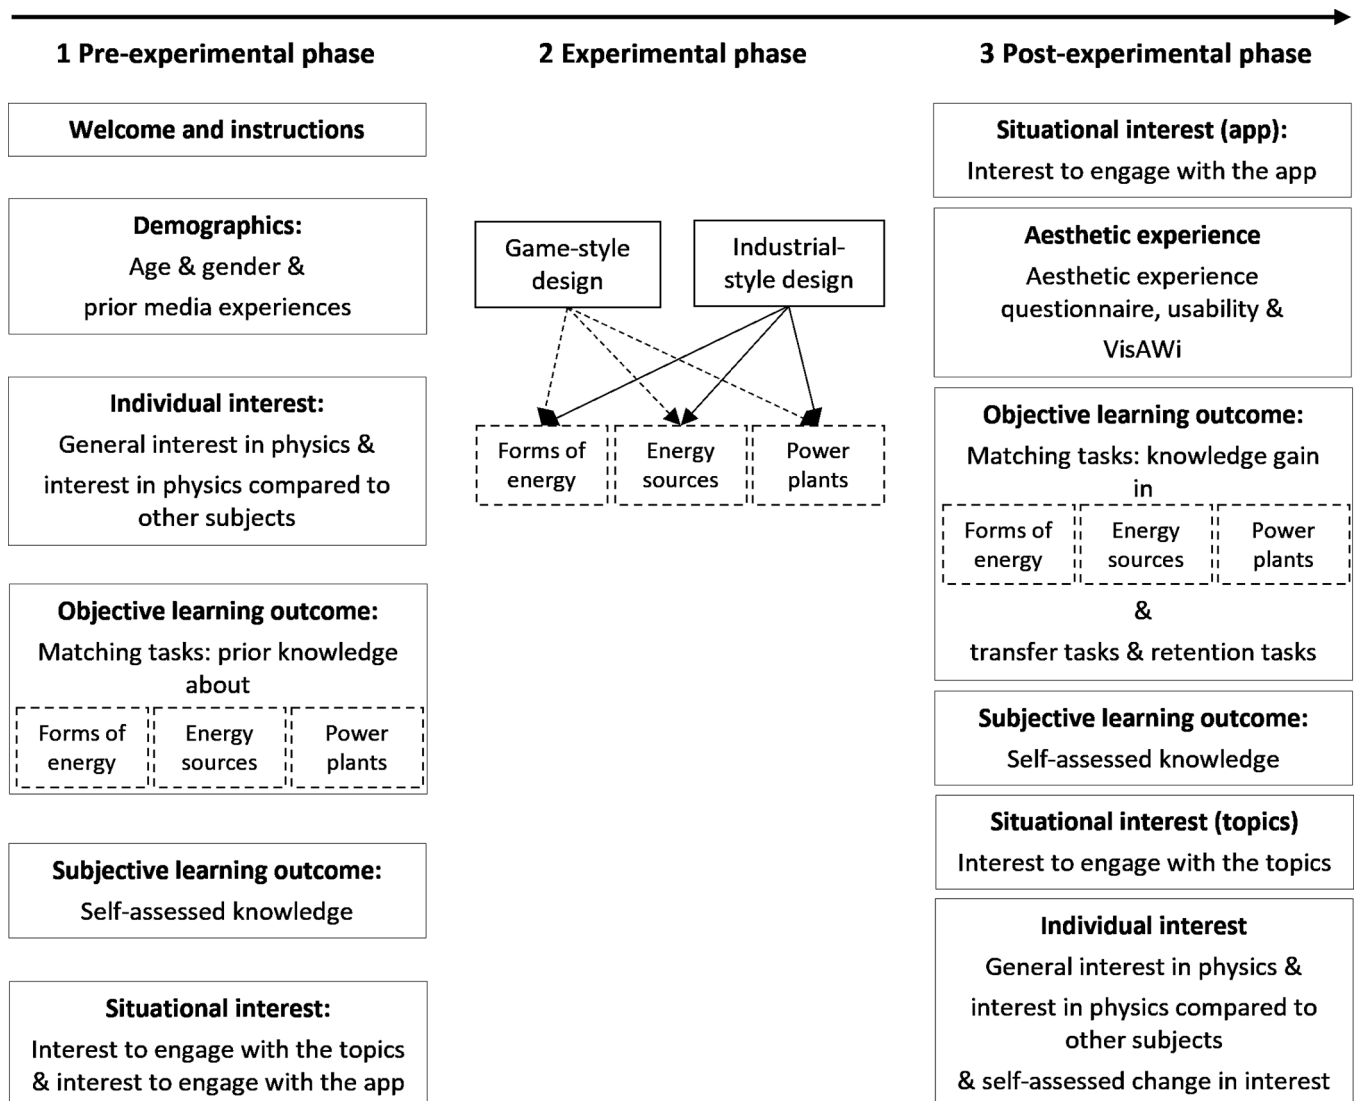 1 Pre-experimental phase
Welcome and instructions
Demographics:
Age & gender &
prior media experiences
Individual interest:
General interest in physics &
interest in physics compared to
other subjects
Objective learning outcome:
Matching tasks: prior knowledge
about
Forms of
energy
Energy
sources
Power
plants
Subjective learning outcome:
Self-assessed knowledge
Situational interest:
Interest to engage with the topics
& interest to engage with the app
2 Experimental phase
Game-style
design
Industrial-
style design
Forms of
energy
Energy
sources
Power
plants
3 Post-experimental phase
Situational interest (app):
Interest to engage with the app
Aesthetic experience
Aesthetic experience
questionnaire, usability &
VisAWi
Objective learning outcome:
Matching tasks: knowledge gain
in
Forms of
energy
Energy
sources
Power
plants
&
transfer tasks & retention tasks
Subjective learning outcome:
Self-assessed knowledge
Situational interest (topics)
Interest to engage with the topics
Individual interest
General interest in physics &
interest in physics compared to
other subjects
& self-assessed change in interest